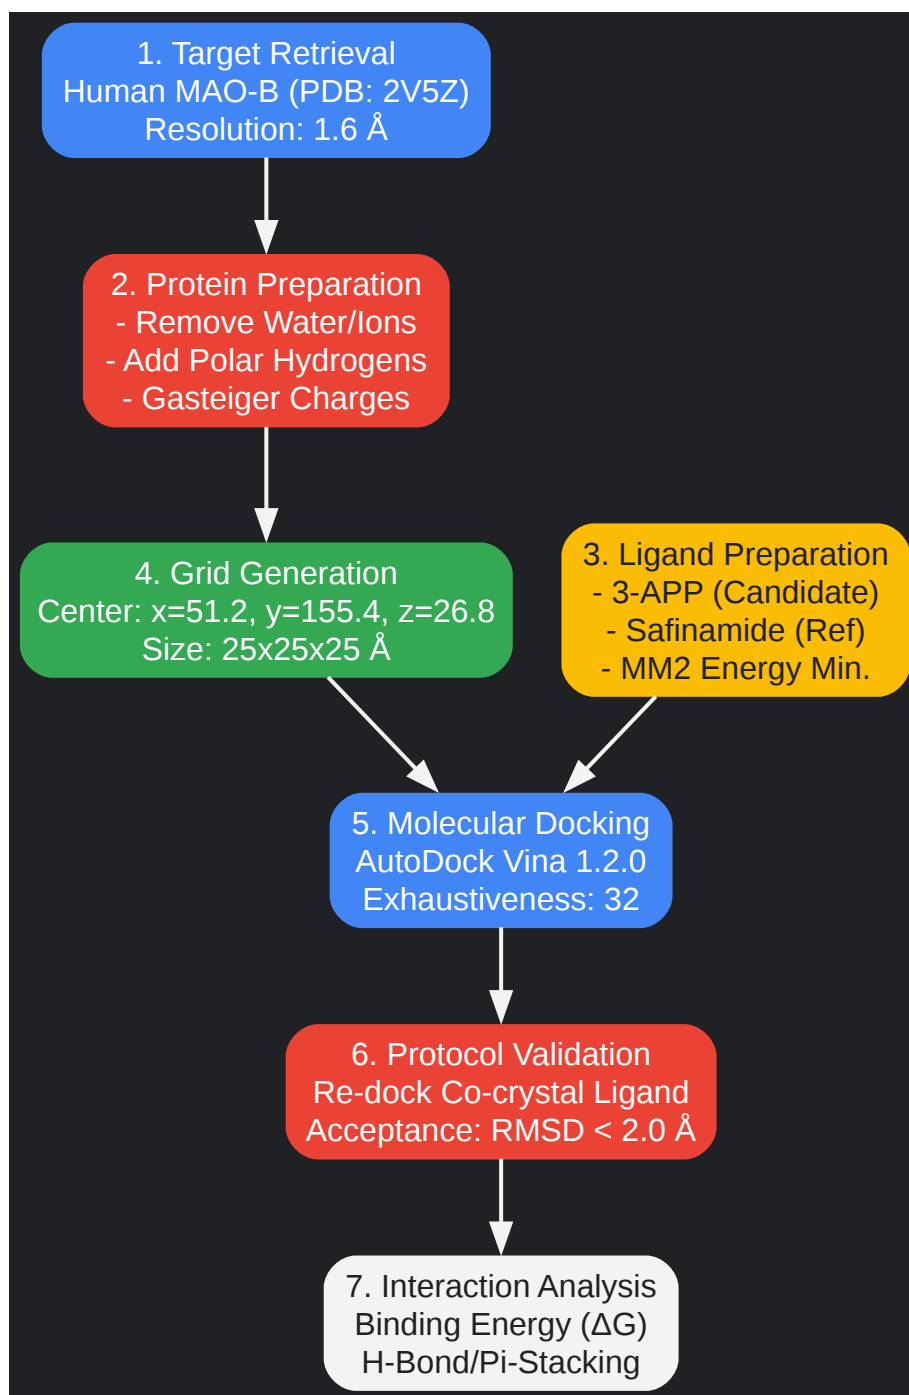 1. Target Retrieval
Human MAO-B (PDB: 2V5Z)
Resolution: 1.6 Å
2. Protein Preparation
- Remove Water/Ions
- Add Polar Hydrogens
- Gasteiger Charges
3. Ligand Preparation
- 3-APP (Candidate)
- Safinamide (Ref)
- MM2 Energy Min.
4. Grid Generation
Center: x=51.2, y=155.4, z=26.8
Size: 25x25x25 Å
5. Molecular Docking
AutoDock Vina 1.2.0
Exhaustiveness: 32
6. Protocol Validation
Re-dock Co-crystal Ligand
Acceptance: RMSD < 2.0 Å
7. Interaction Analysis
Binding Energy (ΔG)
H-Bond/Pi-Stacking